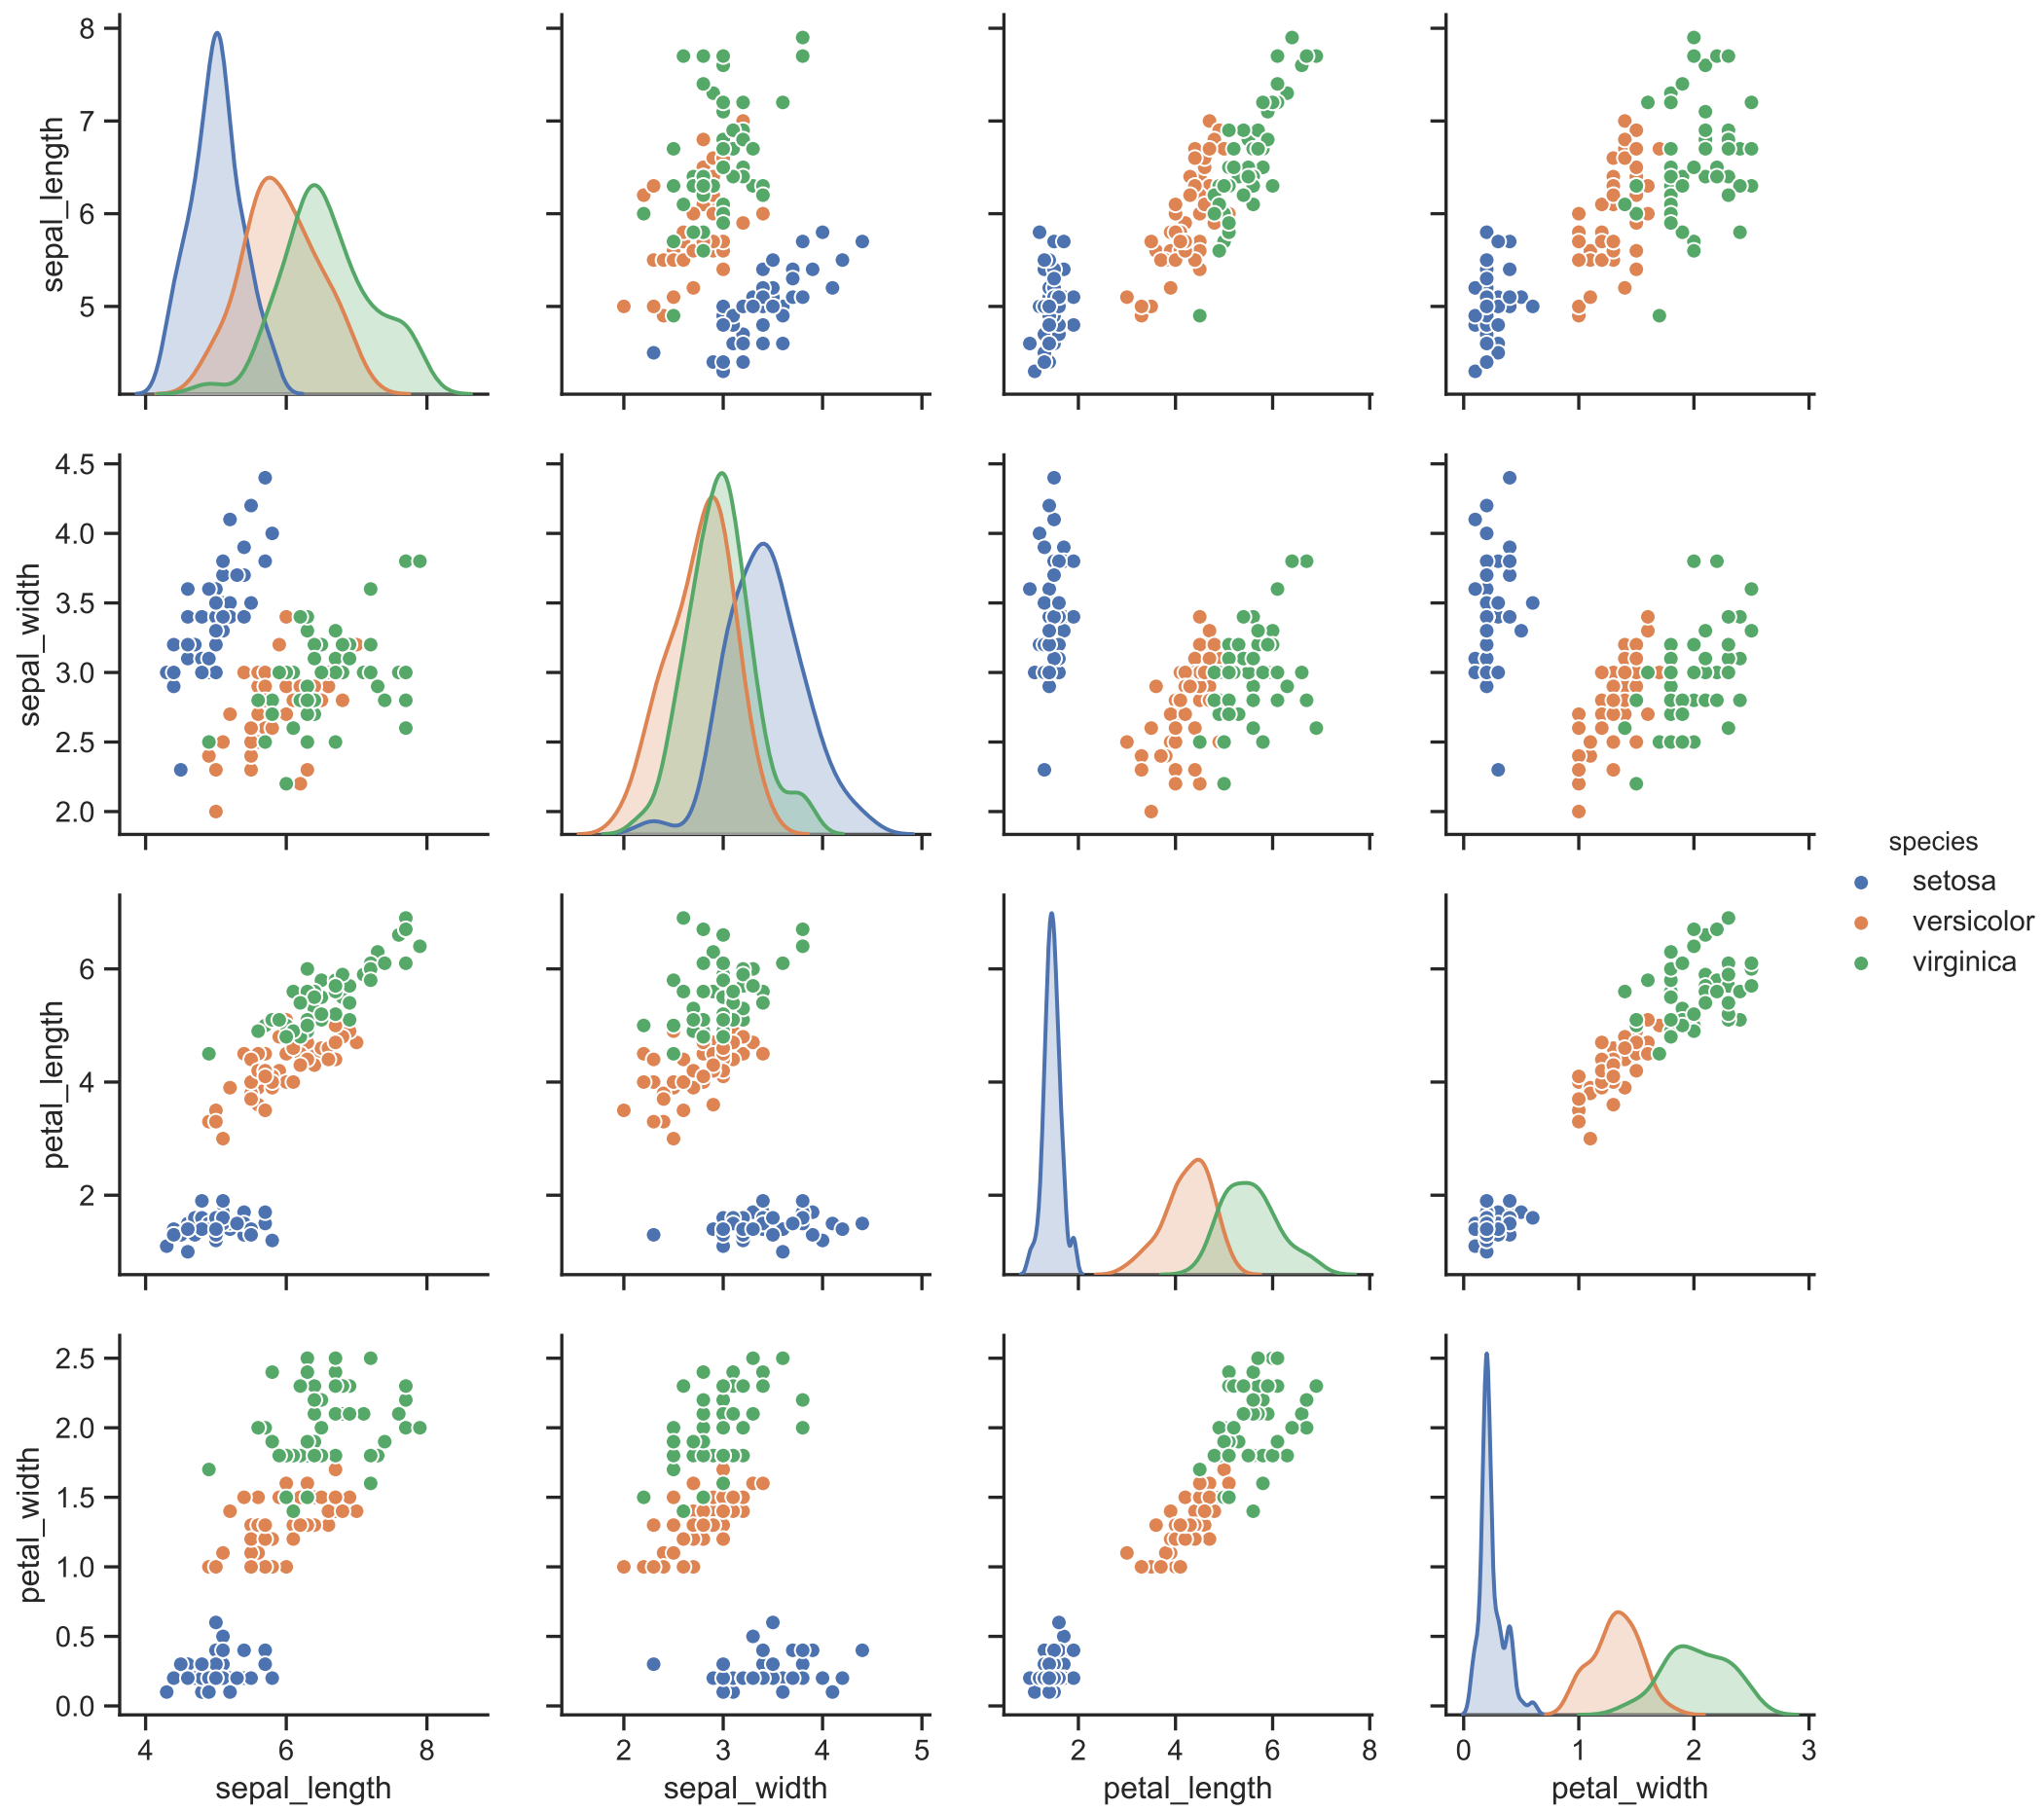 8
7
6
5
sepal_length
4.5
4.0
3.5
3.0
2.5
2.0
sepal_width
species
setosa
versicolor
virginica
6
4
2
petal_length
2.5
2.0
1.5
1.0
0.5
0.0
petal_width
4 6 8 2 3 4 5 2 4 6 8 0 1 2 3
sepal_length sepal_width petal_length petal_width